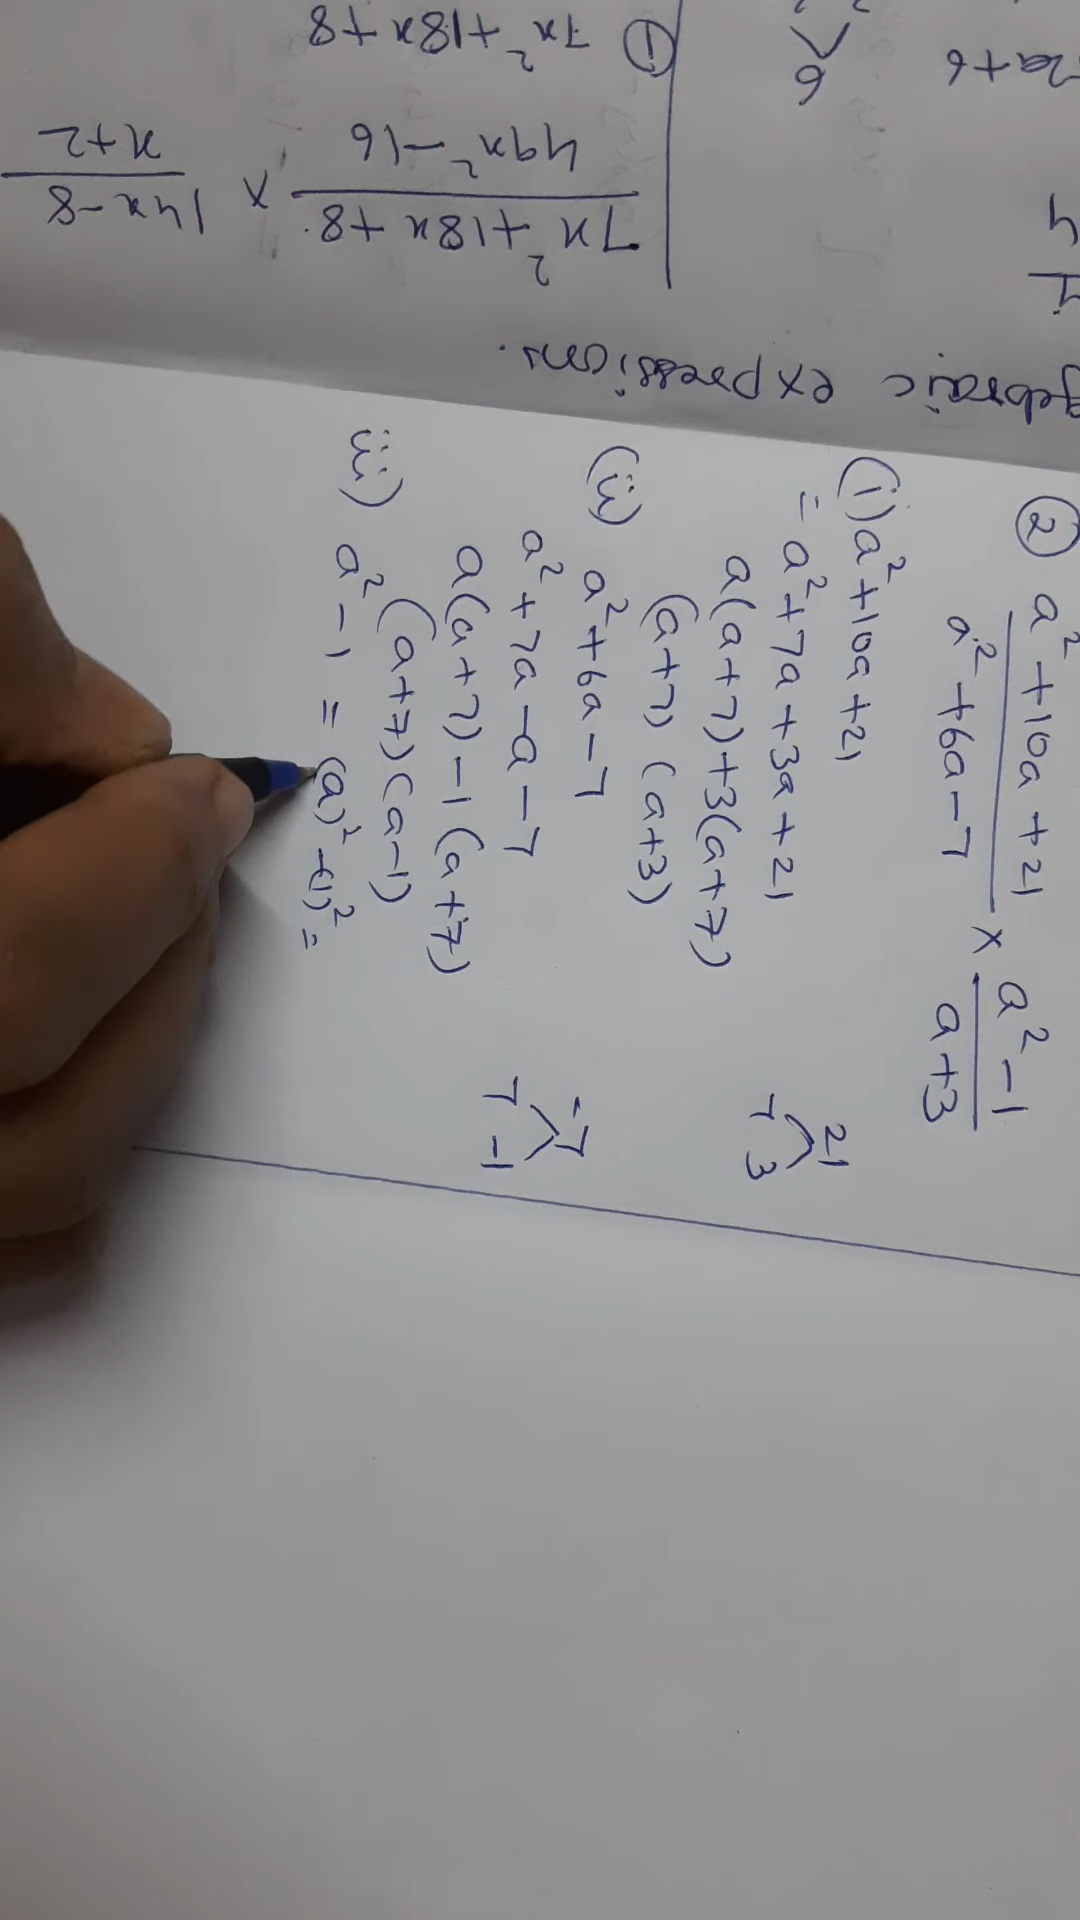 ② a² + 10a + 21 / a² + 6a - 7 × a² - 1 / a + 3
(i) a² + 10a + 21
= a² + 7a + 3a + 21
a(a + 7) + 3(a + 7)
(a + 7) (a + 3)
21
7 3
(ii) a² + 6a - 7
a² + 7a - a - 7
a(a + 7) - 1 (a + 7)
(a + 7) (a - 1)
-7
7 -1
iii) a² - 1 = (a)² - (1)² =
expressions.
7x² + 18x + 8 / 49x² - 16 × 14x - 8 / x + 2
① 7x² + 18x + 8
6